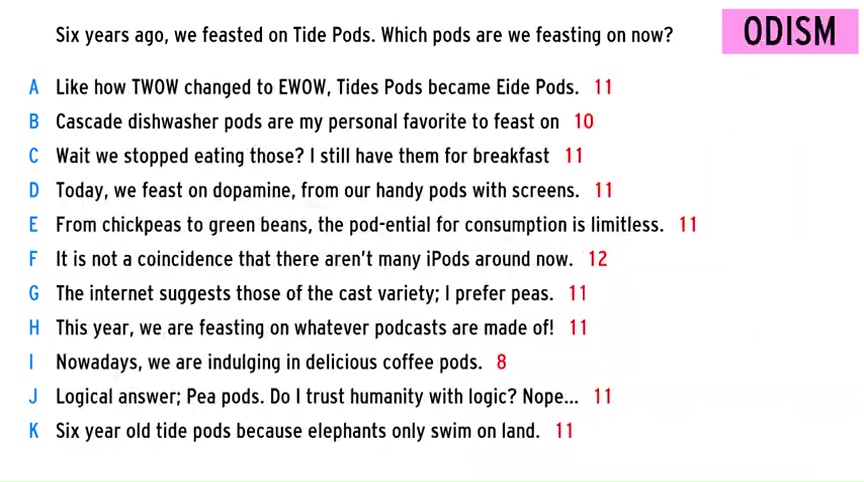 Six years ago, we feasted on Tide Pods. Which pods are we feasting on now?
ODISM
A Like how TWOW changed to EWOW, Tides Pods became Eide Pods. 11
B Cascade dishwasher pods are my personal favorite to feast on 10
C Wait we stopped eating those? I still have them for breakfast 11
D Today, we feast on dopamine, from our handy pods with screens. 11
E From chickpeas to green beans, the pod-ential for consumption is limitless. 11
F It is not a coincidence that there aren't many iPods around now. 12
G The internet suggests those of the cast variety; I prefer peas. 11
H This year, we are feasting on whatever podcasts are made of! 11
I Nowadays, we are indulging in delicious coffee pods. 8
J Logical answer; Pea pods. Do I trust humanity with logic? Nope... 11
K Six year old tide pods because elephants only swim on land. 11